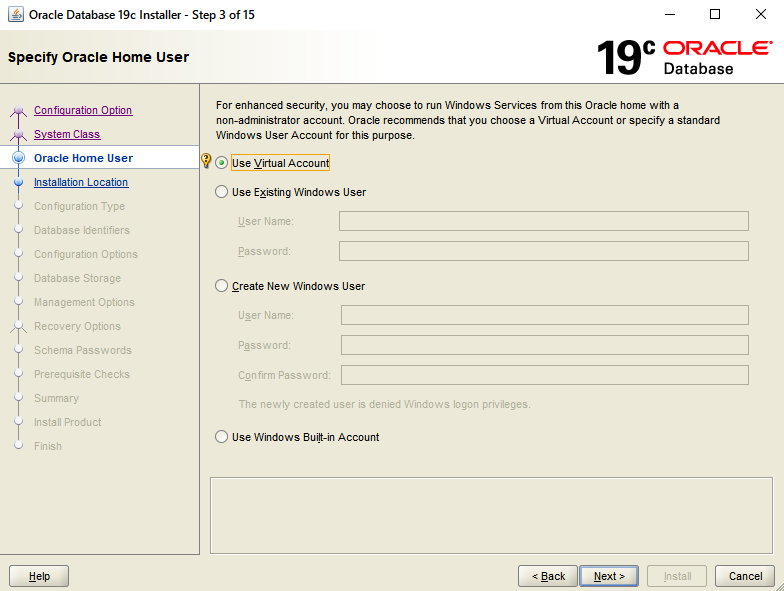 Oracle Database 19c Installer - Step 3 of 15
Specify Oracle Home User
19c ORACLE
Database
Configuration Option
System Class
Oracle Home User
Installation Location
Configuration Type
Database Identifiers
Configuration Options
Database Storage
Management Options
Recovery Options
Schema Passwords
Prerequisite Checks
Summary
Install Product
Finish
For enhanced security, you may choose to run Windows Services from this Oracle home with a
non-administrator account. Oracle recommends that you choose a Virtual Account or specify a standard
Windows User Account for this purpose.
Use Virtual Account
Use Existing Windows User
User Name:
Password:
Create New Windows User
User Name:
Password:
Confirm Password:
The newly created user is denied Windows logon privileges.
Use Windows Built-in Account
Help
< Back
Next >
Install
Cancel